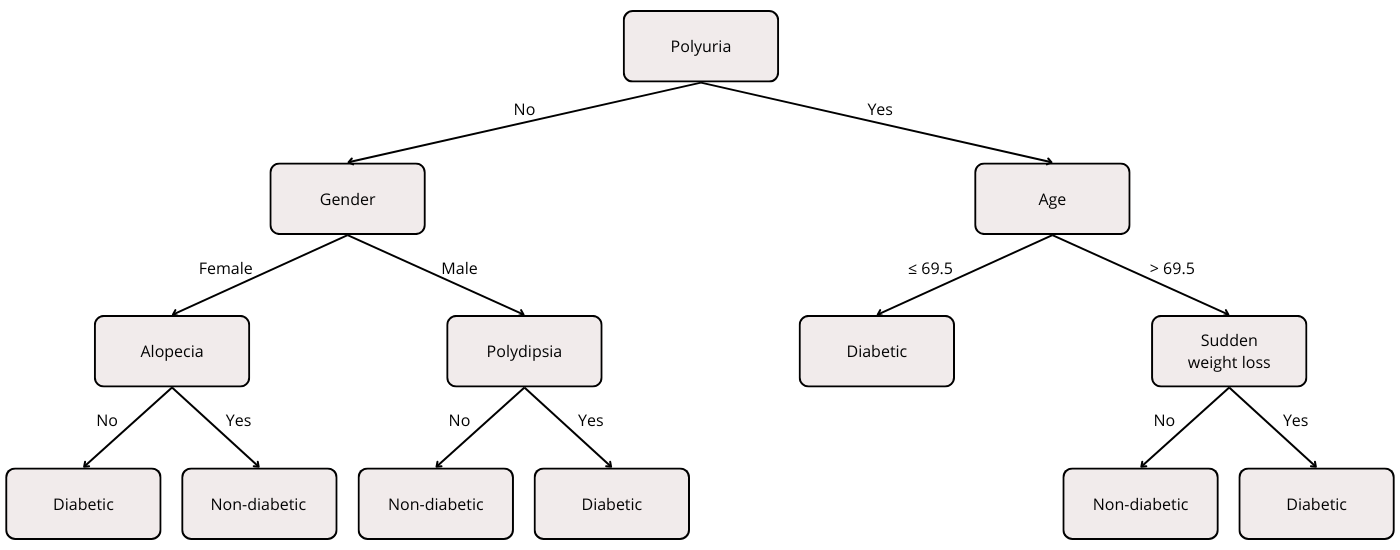 Polyuria
No
Yes
Gender
Age
Female
Male
≤ 69.5
> 69.5
Alopecia
Polydipsia
Diabetic
Sudden
weight loss
No
Yes
No
Yes
No
Yes
Diabetic
Non-diabetic
Non-diabetic
Diabetic
Non-diabetic
Diabetic